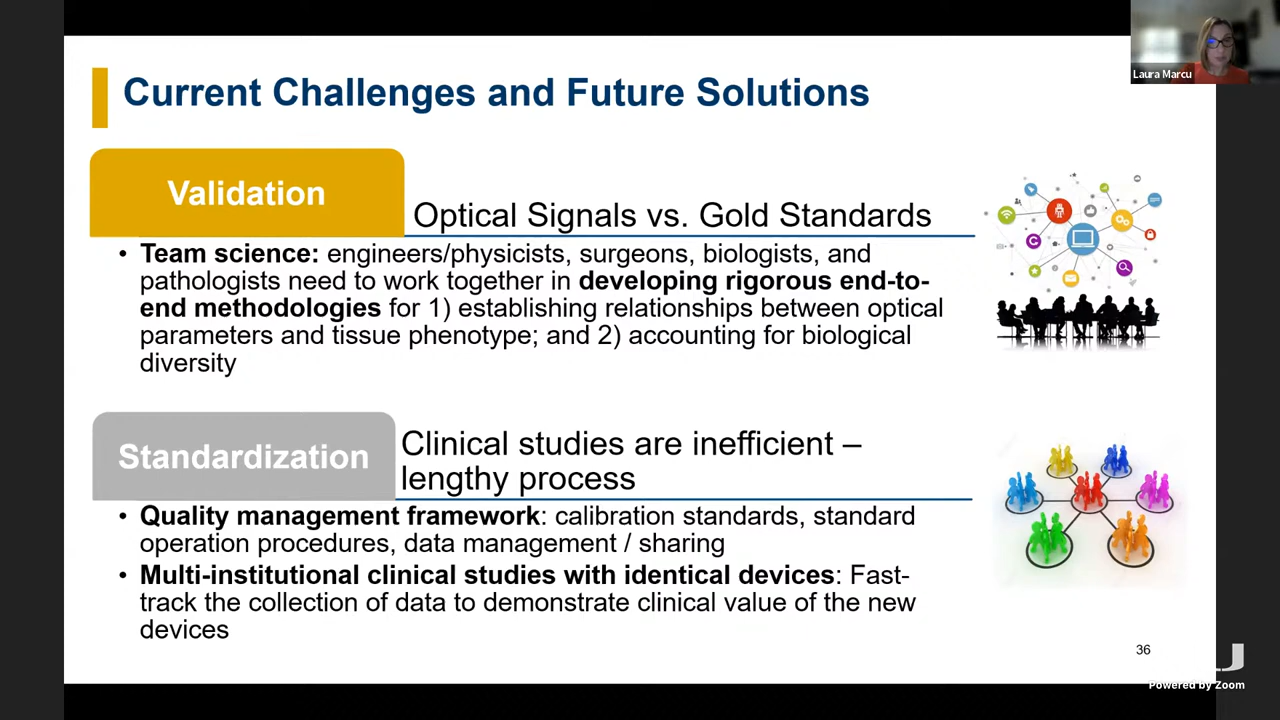 Laura Marcu
Current Challenges and Future Solutions
Validation
Optical Signals vs. Gold Standards
• Team science: engineers/physicists, surgeons, biologists, and
pathologists need to work together in developing rigorous end-to-
end methodologies for 1) establishing relationships between optical
parameters and tissue phenotype; and 2) accounting for biological
diversity
Standardization
Clinical studies are inefficient –
lengthy process
• Quality management framework: calibration standards, standard
operation procedures, data management / sharing
• Multi-institutional clinical studies with identical devices: Fast-
track the collection of data to demonstrate clinical value of the new
devices
36
Powered by Zoom